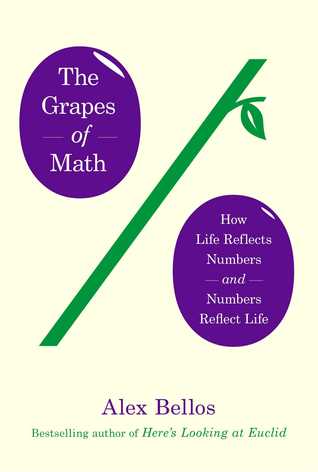 The
Grapes
— of —
Math
How
Life Reflects
Numbers
— and —
Numbers
Reflect Life
Alex Bellos
Bestselling author of Here's Looking at Euclid